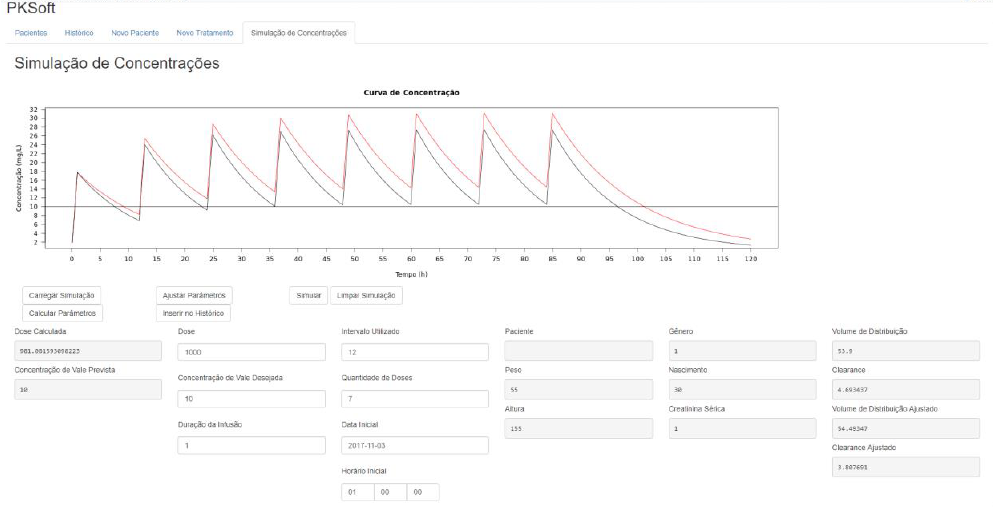 PKSoft
Pacientes Histórico Novo Paciente Novo Tratamento Simulação de Concentrações
Simulação de Concentrações
Curva de Concentração
32
30
28
26
24
22
20
18
16
14
12
10
8
6
4
2
Concentração (mg/L)
0 5 10 15 20 25 30 35 40 45 50 55 60 65 70 75 80 85 90 95 100 105 110 115 120
Tempo (h)
Carregar Simulação Ajustar Parâmetros Simular Limpar Simulação
Calcular Parâmetros Inserir no Histórico
Dose Calculada Dose Intervalo Utilizado Paciente Gênero Volume de Distribuição
1000 12 1
Concentração de Vale Prevista Concentração de Vale Desejada Quantidade de Doses Peso Nascimento Clearance
10 10 7 55 30 4.693437
Duração da Infusão Data Inicial Altura Creatinina Sérica Volume de Distribuição Ajustado
1 2017-11-03 155 1
Clearance Ajustado
3.807691
Horário Inicial
01 00 00